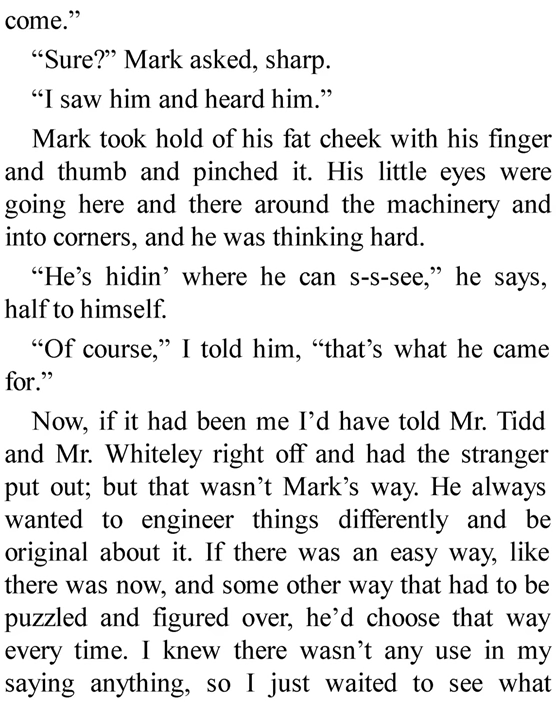 come.”
“Sure?” Mark asked, sharp.
“I saw him and heard him.”
Mark took hold of his fat cheek with his finger
and thumb and pinched it. His little eyes were
going here and there around the machinery and
into corners, and he was thinking hard.
“He’s hidin’ where he can s-s-see,” he says,
half to himself.
“Of course,” I told him, “that’s what he came
for.”
Now, if it had been me I’d have told Mr. Tidd
and Mr. Whiteley right off and had the stranger
put out; but that wasn’t Mark’s way. He always
wanted to engineer things differently and be
original about it. If there was an easy way, like
there was now, and some other way that had to be
puzzled and figured over, he’d choose that way
every time. I knew there wasn’t any use in my
saying anything, so I just waited to see what